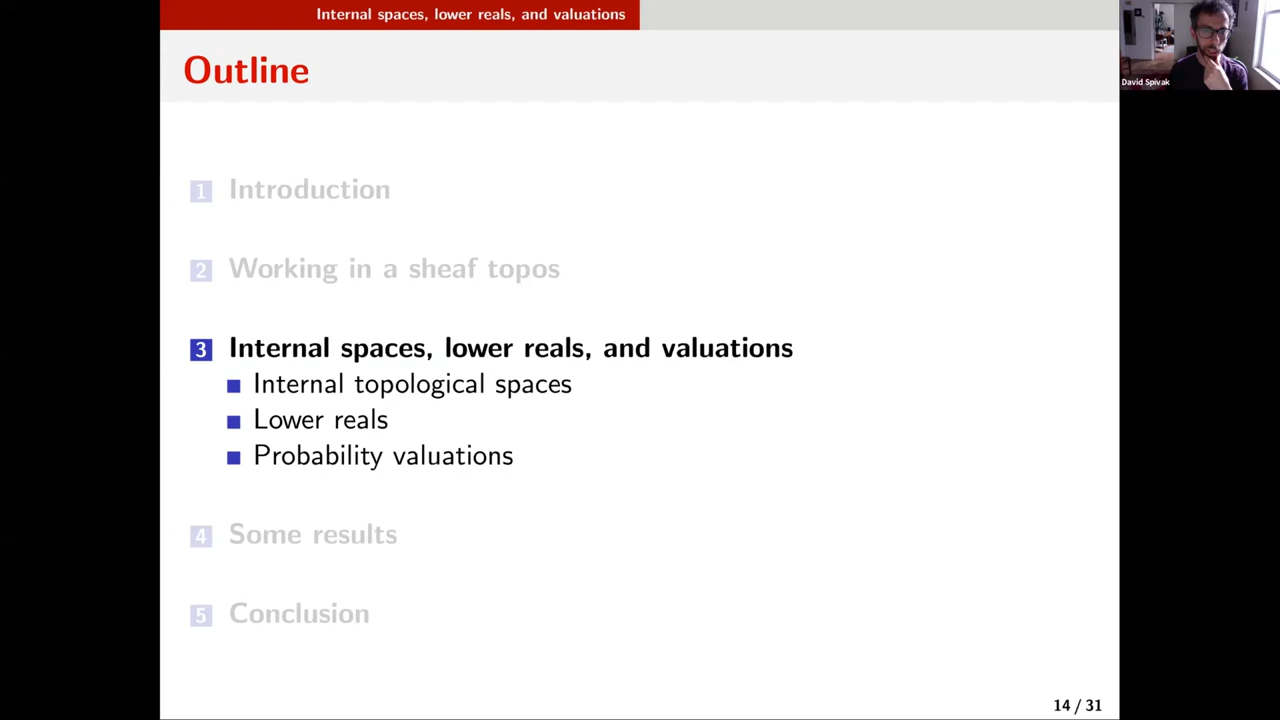 Internal spaces, lower reals, and valuations
Outline
David Spivak
1 Introduction
2 Working in a sheaf topos
3 Internal spaces, lower reals, and valuations
Internal topological spaces
Lower reals
Probability valuations
4 Some results
5 Conclusion
14 / 31